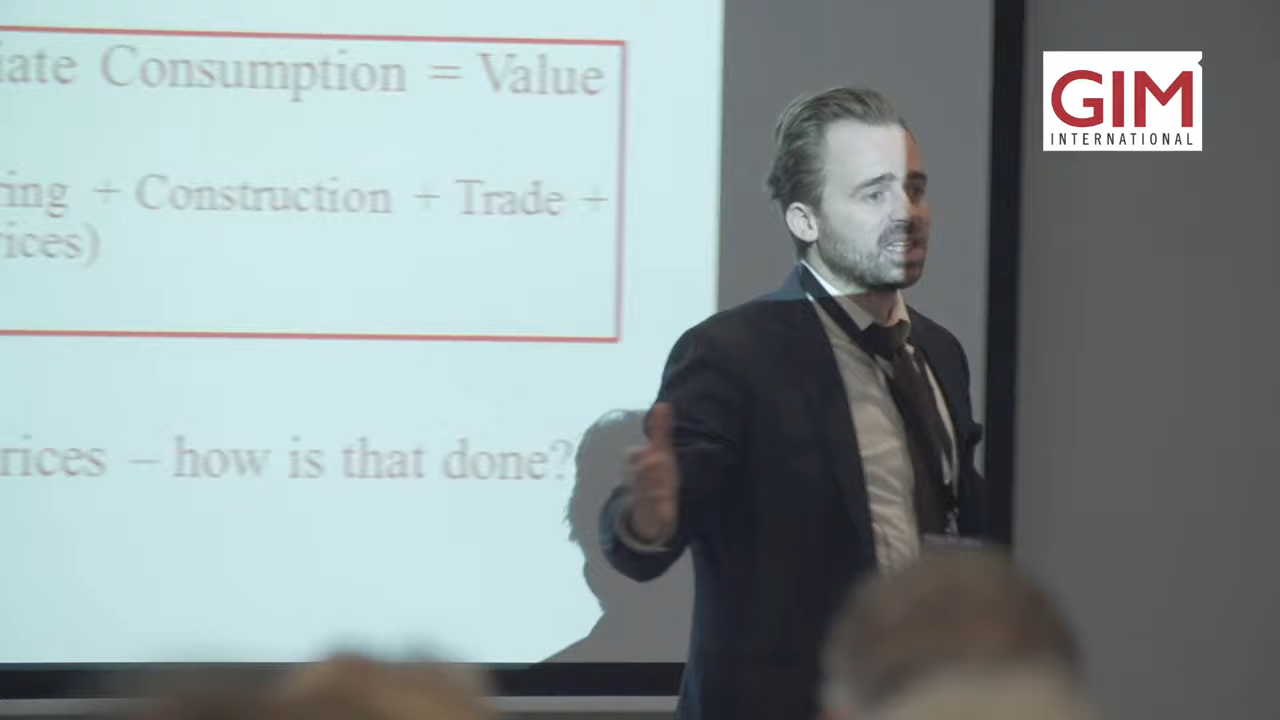 iate Consumption = Value
ring + Construction + Trade +
rices)
rices – how is that done?
GIM
INTERNATIONAL